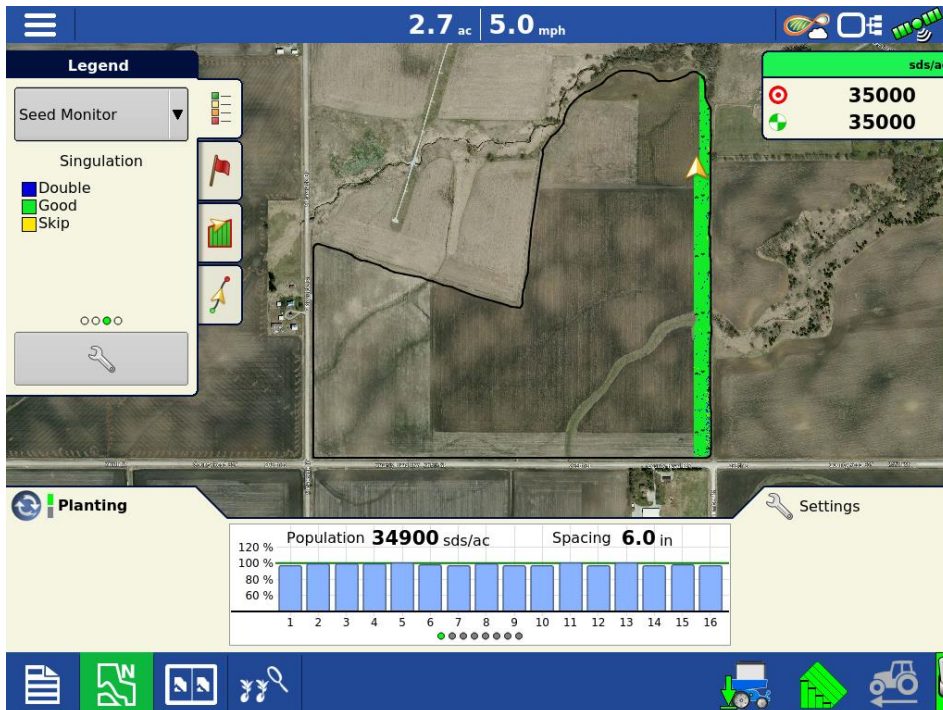 2.7 ac 5.0 mph
Legend
Seed Monitor
Singulation
Double
Good
Skip
sds/a
35000
35000
Planting
Settings
Population 34900 sds/ac Spacing 6.0 in
120 %
100 %
80 %
60 %
1 2 3 4 5 6 7 8 9 10 11 12 13 14 15 16
N